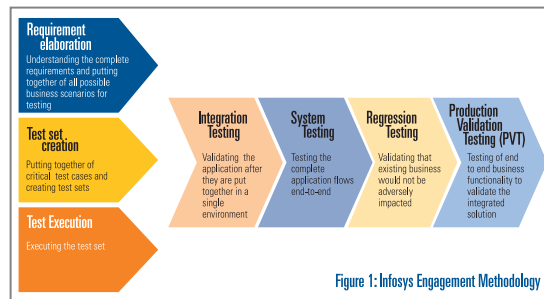 Requirement
elaboration
Understanding the complete
requirements and putting
together of all possible
business scenarios for
testing
Test set
creation
Putting together of
critical test cases and
creating test sets
Test Execution
Executing the test set
Integration
Testing
Validating the
application after
they are put
together in a
single
environment
System
Testing
Testing the
complete
application flows
end-to-end
Regression
Testing
Validating that
existing business
would not be
adversely
impacted
Production
Validation
Testing (PVT)
Testing of end
to end business
functionality to
validate the
integrated
solution
Figure 1: Infosys Engagement Methodology